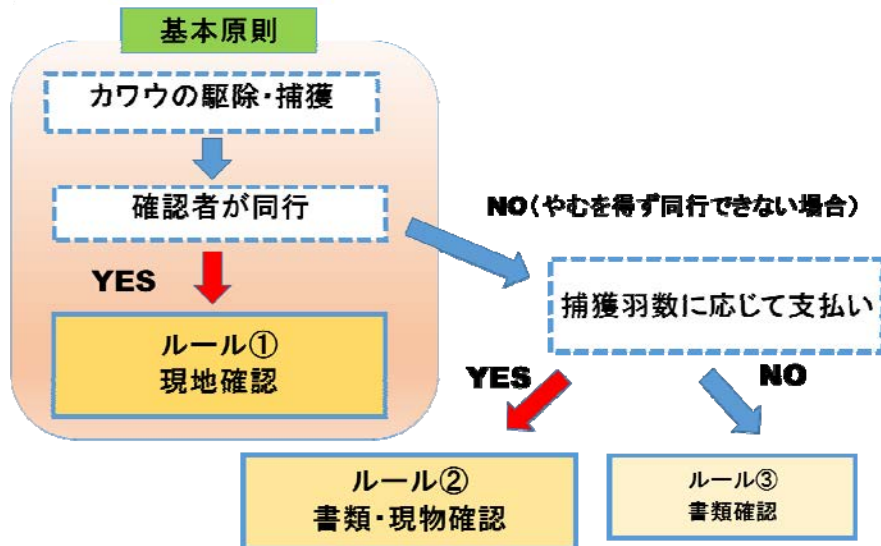 基本原則
カワウの駆除・捕獲
確認者が同行
NO(やむを得ず同行できない場合)
YES
捕獲羽数に応じて支払い
ルール①
現地確認
YES
NO
ルール②
書類・現物確認
ルール③
書類確認